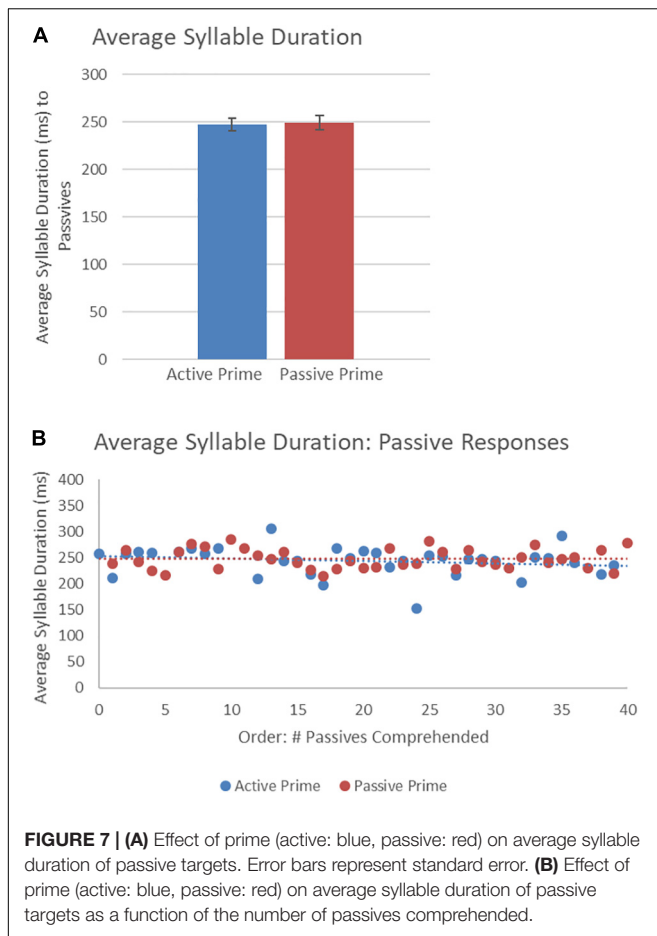 A
Average Syllable Duration
Average Syllable Duration (ms) to
Passvives
300
250
200
150
100
50
0
Active Prime Passive Prime
B
Average Syllable Duration: Passive Responses
Average Syllable Duration (ms)
400
350
300
250
200
150
100
50
0
0 5 10 15 20 25 30 35 40
Order: # Passives Comprehended
Active Prime Passive Prime
FIGURE 7 | (A) Effect of prime (active: blue, passive: red) on average syllable
duration of passive targets. Error bars represent standard error. (B) Effect of
prime (active: blue, passive: red) on average syllable duration of passive
targets as a function of the number of passives comprehended.